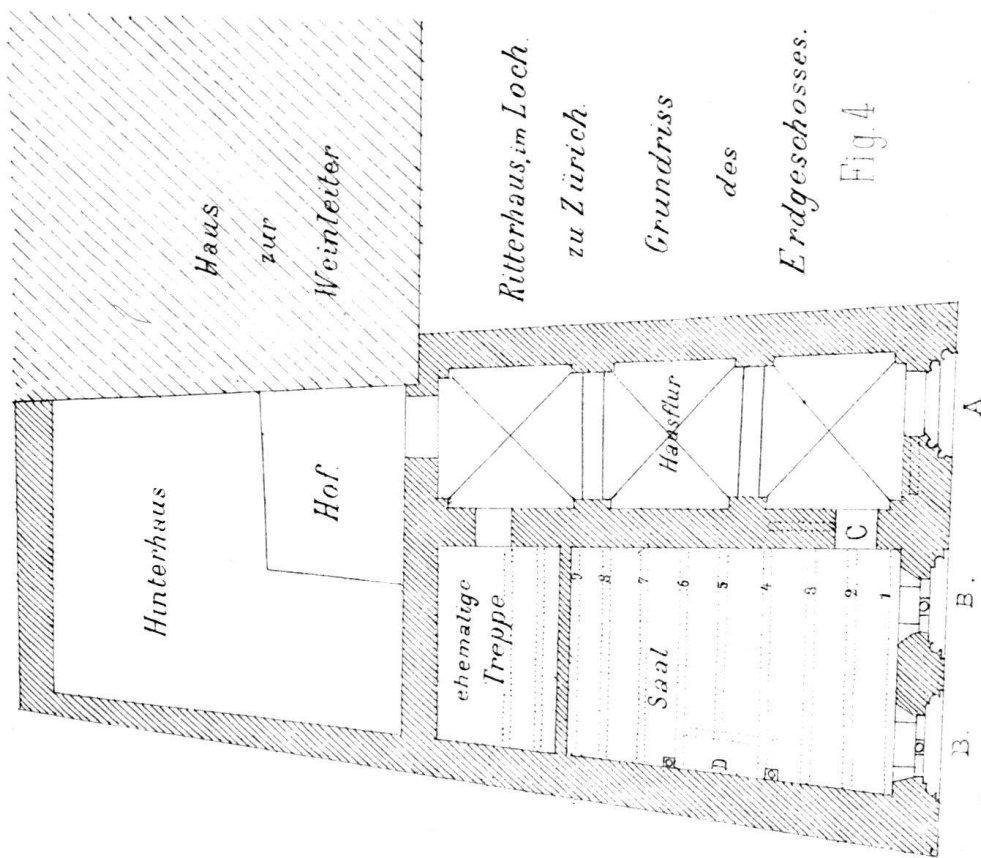 Haus
zur
Weinleiter
Ritterhaus, im Loch.
zu Zürich.
Grundriss
des
Erdgeschosses.
Fig. 4
Hinterhaus
Hof.
ehemalige
Treppe
Hausflur
Saal
9
8
7
6
5
4
3
2
1
C
D
A
B.
B.